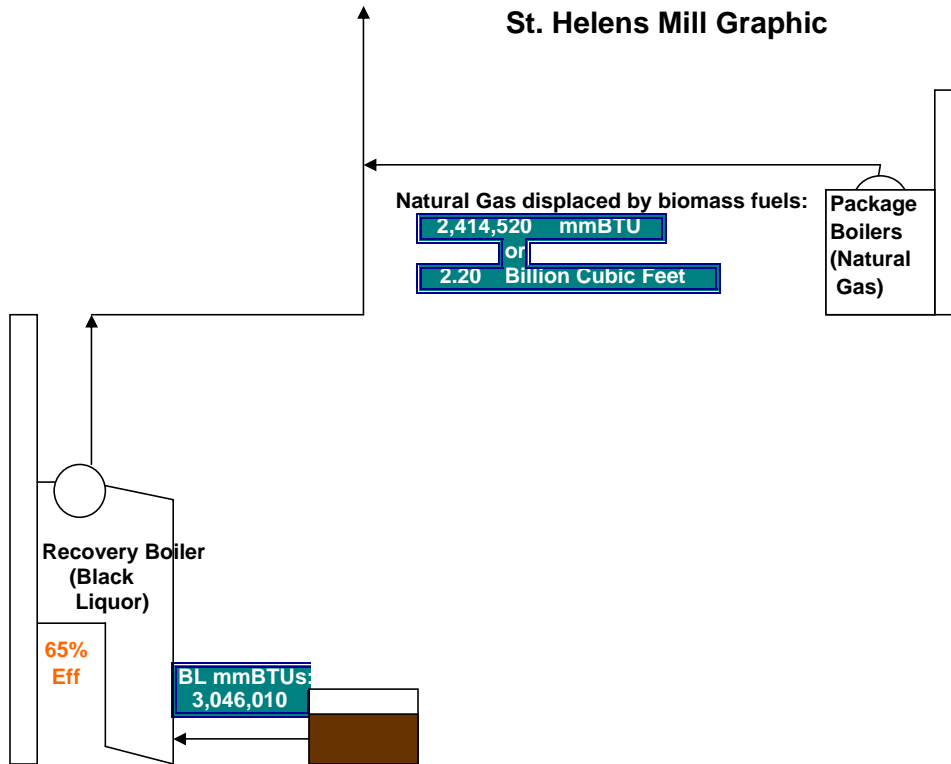 St. Helens Mill Graphic
Natural Gas displaced by biomass fuels:
2,414,520 mmBTU
or
2.20 Billion Cubic Feet
Package
Boilers
(Natural
Gas)
Recovery Boiler
(Black
Liquor)
65%
Eff
BL mmBTUs:
3,046,010